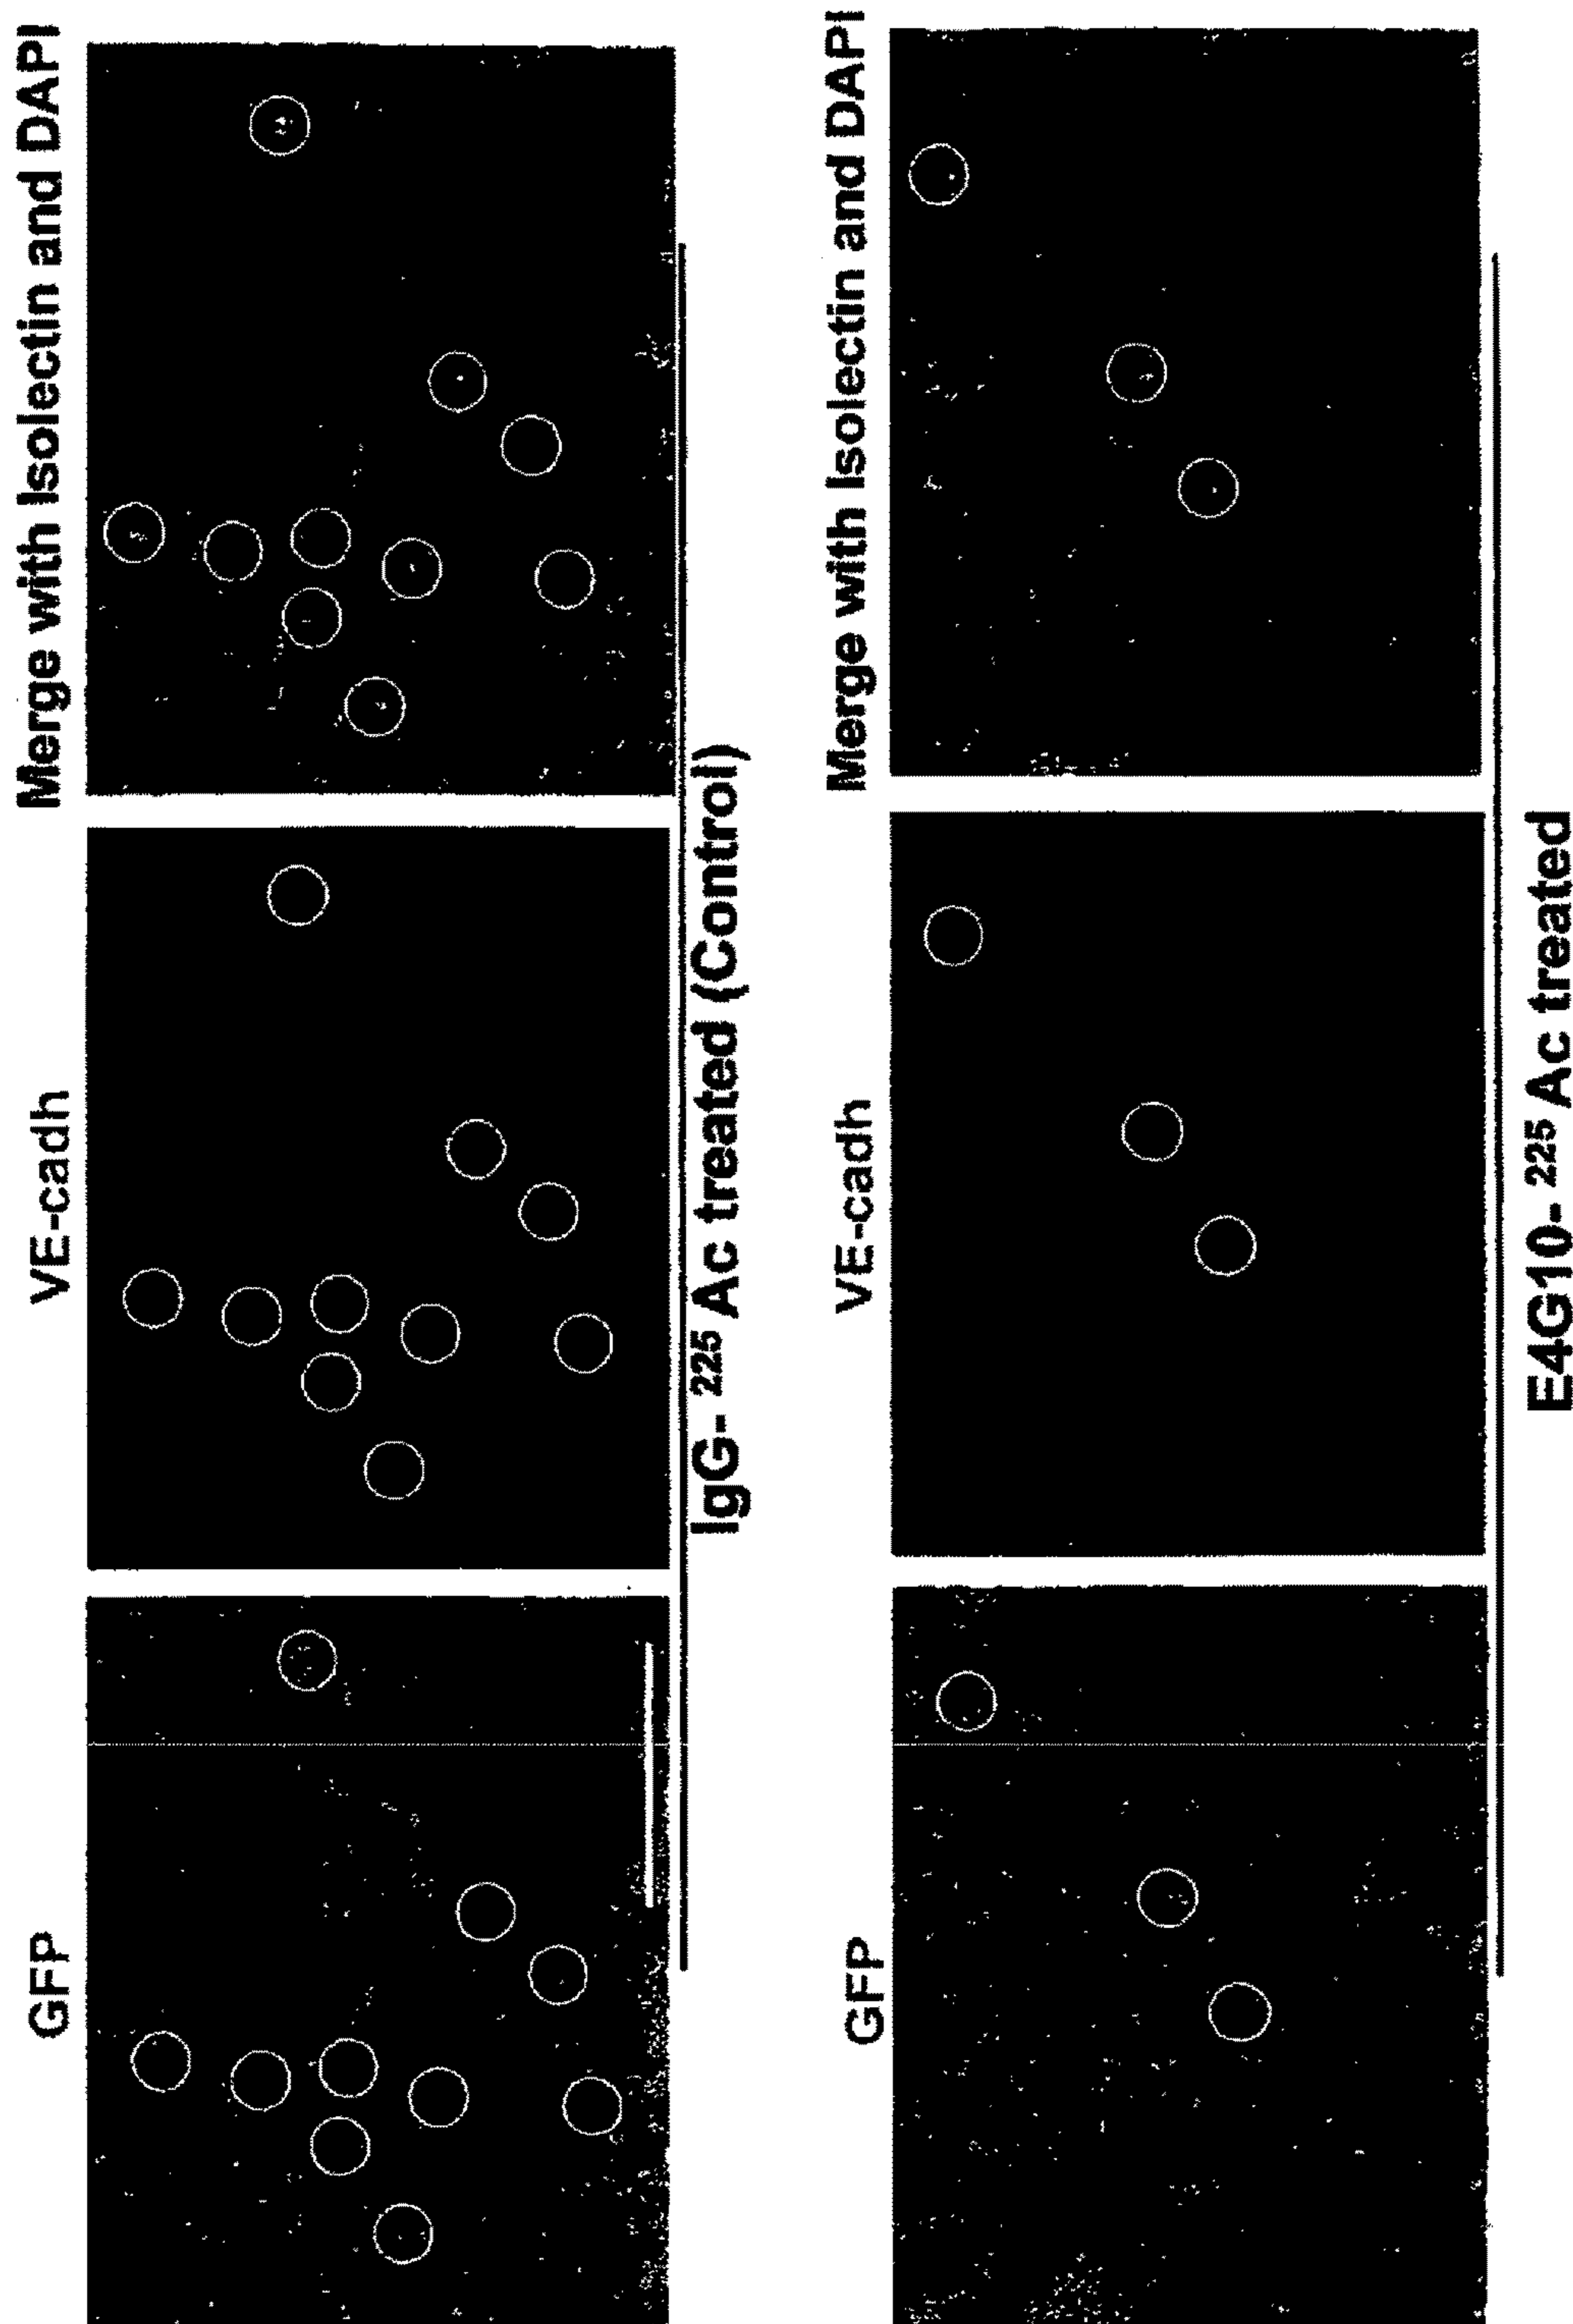 GFP
VE-cadh
Merge with Isolectin and DAPI
IgG- ²²⁵Ac treated (Control)
GFP
VE-cadh
Merge with Isolectin and DAPI
E4G10- ²²⁵Ac treated